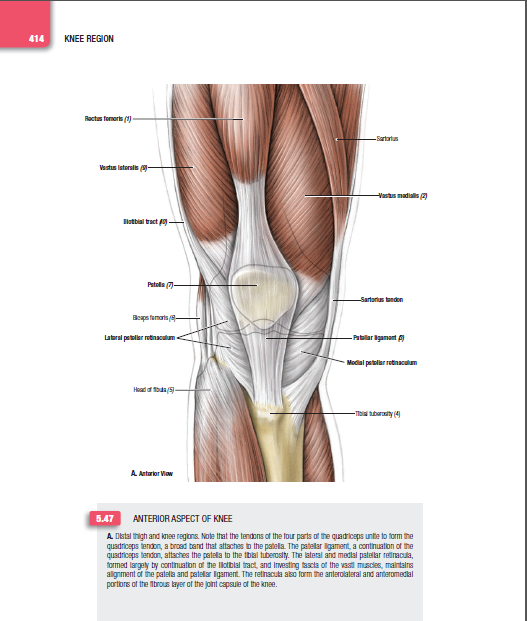 414 KNEE REGION
Rectus femoris (1)
Sartorius
Vastus lateralis (9)
Vastus medialis (2)
Iliotibial tract (10)
Patella (7)
Sartorius tendon
Biceps femoris (8)
Lateral patellar retinaculum
Patellar ligament
Medial patellar retinaculum
Head of fibula (5)
Tibial tuberosity (4)
A. Anterior View
5.47 ANTERIOR ASPECT OF KNEE
A. Distal thigh and knee regions. Note that the tendons of the four parts of the quadriceps unite to form the
quadriceps tendon, a broad band that attaches to the patella. The patellar ligament, a continuation of the
quadriceps tendon, attaches the patella to the tibial tuberosity. The lateral and medial patellar retinacula,
formed largely by continuation of the iliotibial tract, and investing fascia of the vasti muscles, maintains
alignment of the patella and patellar ligament. The retinacula also form the anterolateral and anteromedial
portions of the fibrous layer of the joint capsule of the knee.